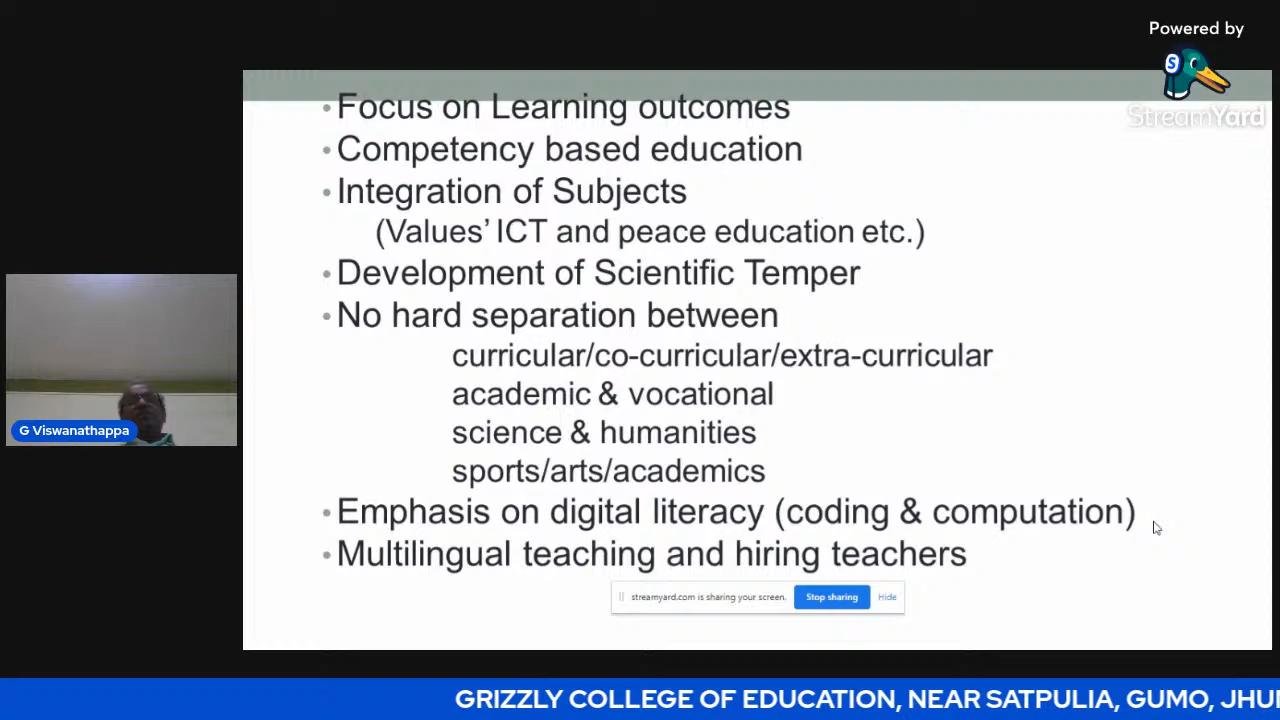 Powered by
S
StreamYard
Focus on Learning outcomes
Competency based education
Integration of Subjects
(Values’ ICT and peace education etc.)
Development of Scientific Temper
No hard separation between
curricular/co-curricular/extra-curricular
academic & vocational
science & humanities
sports/arts/academics
Emphasis on digital literacy (coding & computation)
Multilingual teaching and hiring teachers
streamyard.com is sharing your screen.
Stop sharing
Hide
G Viswanathappa
GRIZZLY COLLEGE OF EDUCATION, NEAR SATPULIA, GUMO, JHU